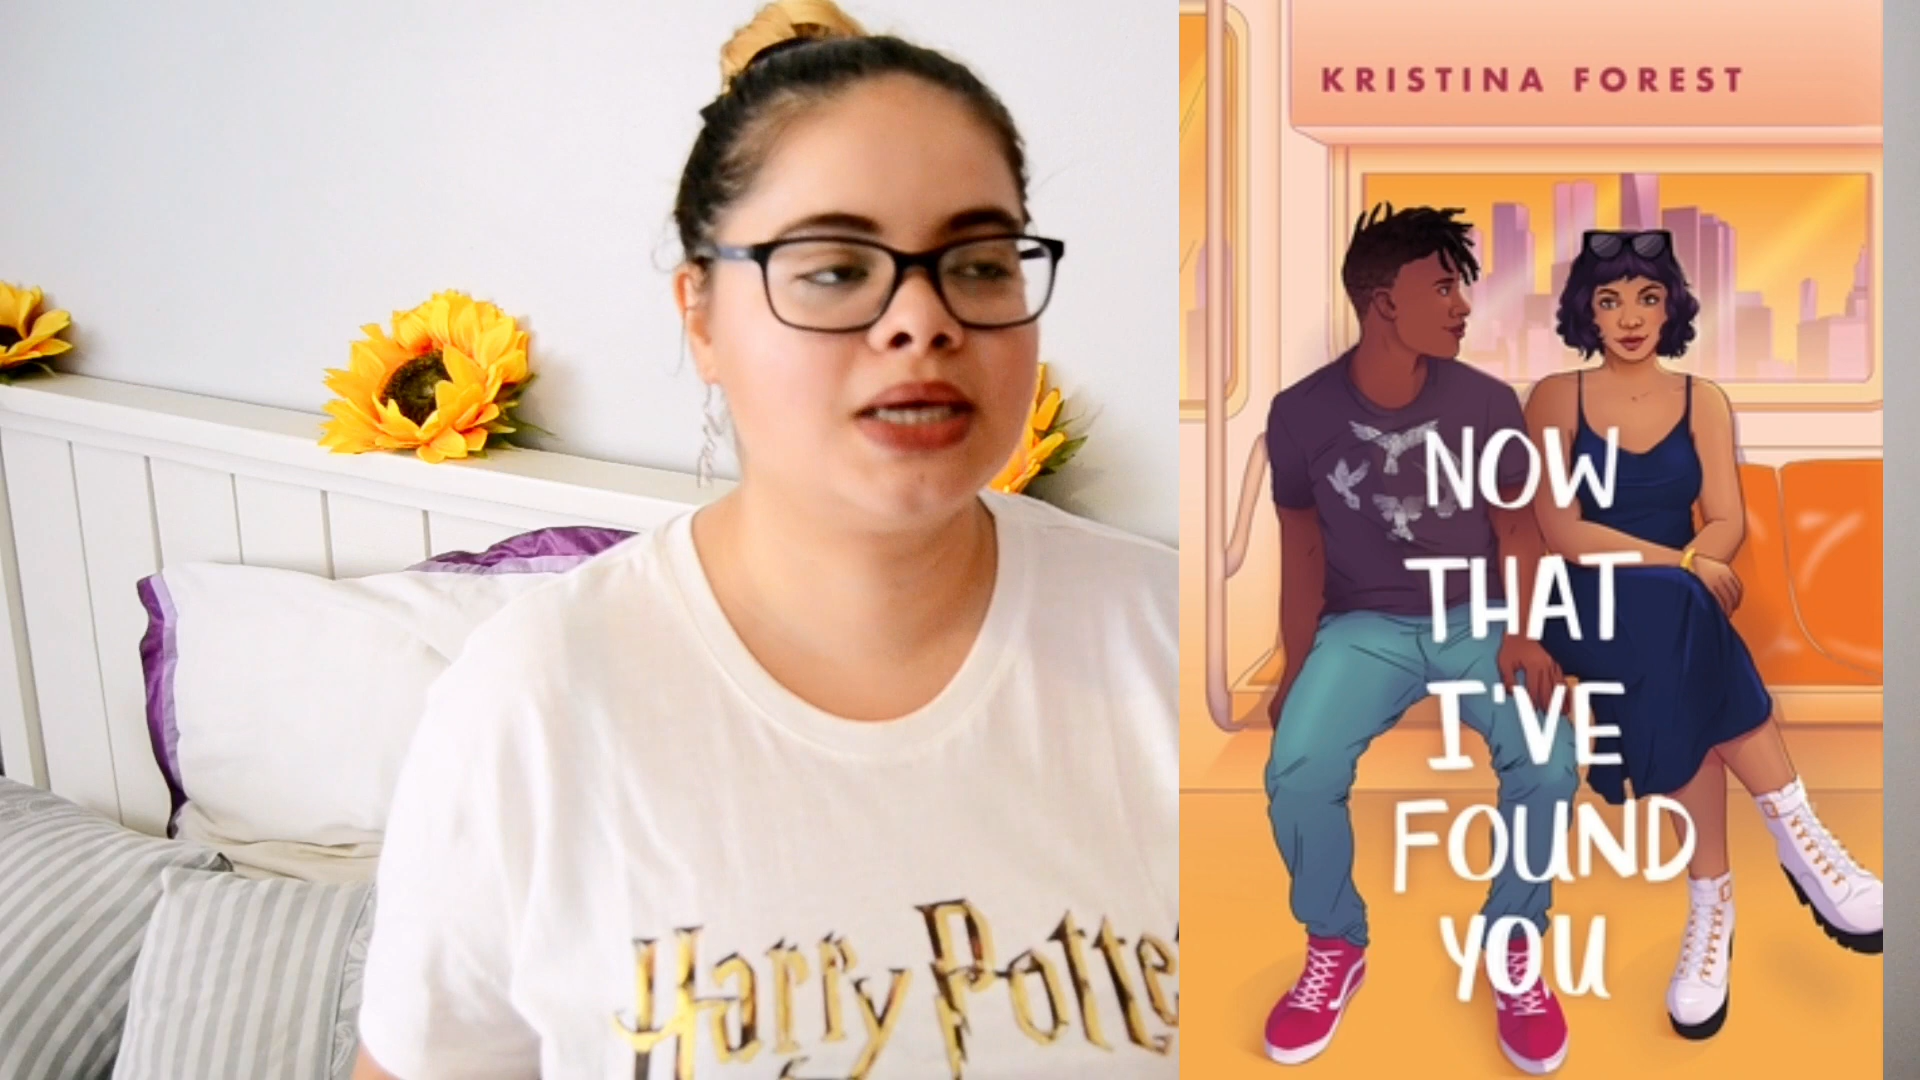 Harry Potte
KRISTINA FOREST
NOW
THAT
I'VE
FOUND
YOU